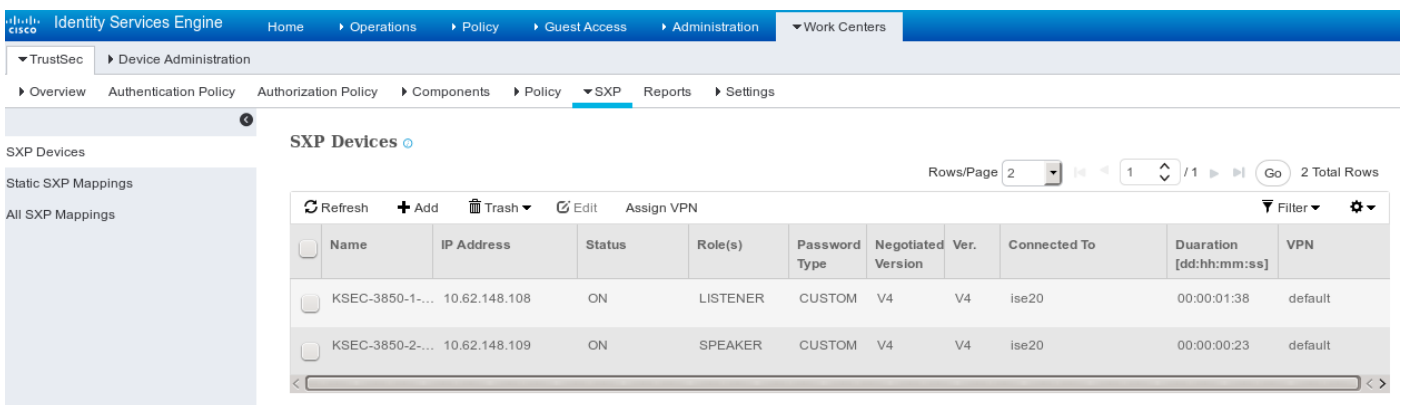 cisco Identity Services Engine Home Operations Policy Guest Access Administration Work Centers
TrustSec Device Administration
Overview Authentication Policy Authorization Policy Components Policy SXP Reports Settings
SXP Devices
Static SXP Mappings
All SXP Mappings
SXP Devices
Rows/Page 2 1 / 1 Go 2 Total Rows
Refresh Add Trash Edit Assign VPN Filter
Name IP Address Status Role(s) Password Negotiated Ver. Connected To Duaration VPN
Type Version [dd:hh:mm:ss]
KSEC-3850-1-... 10.62.148.108 ON LISTENER CUSTOM V4 V4 ise20 00:00:01:38 default
KSEC-3850-2-... 10.62.148.109 ON SPEAKER CUSTOM V4 V4 ise20 00:00:00:23 default